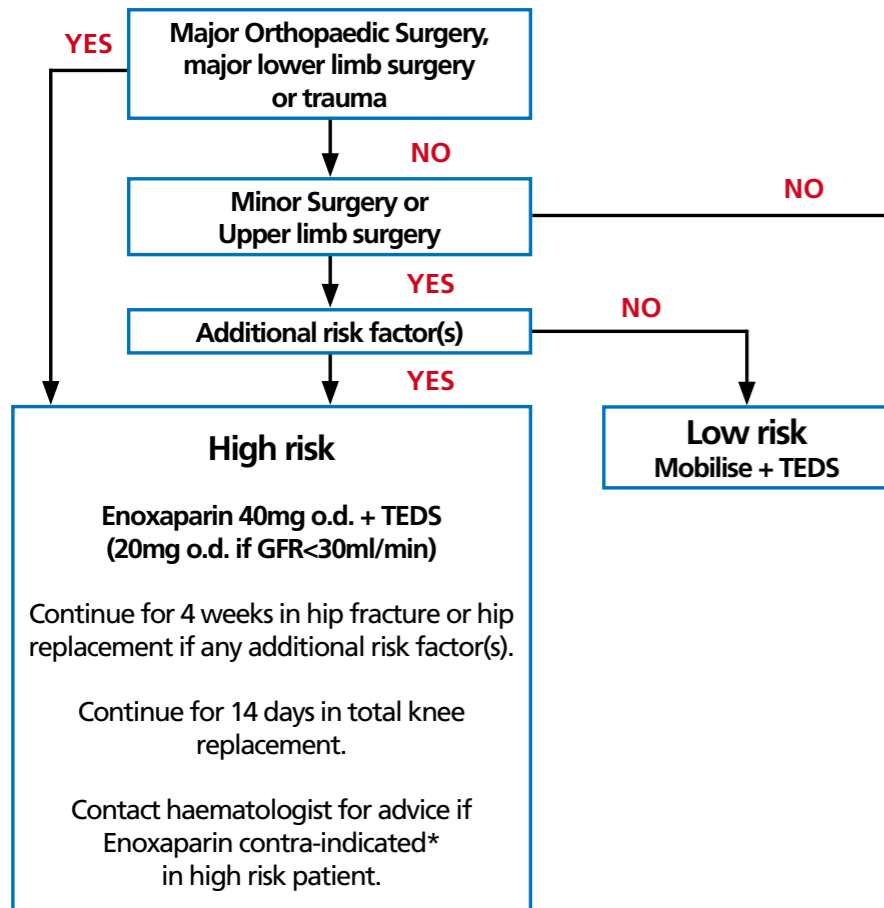 YES
Major Orthopaedic Surgery,
major lower limb surgery
or trauma
NO
Minor Surgery or
Upper limb surgery
NO
YES
Additional risk factor(s)
NO
YES
High risk
Enoxaparin 40mg o.d. + TEDS
(20mg o.d. if GFR<30ml/min)
Continue for 4 weeks in hip fracture or hip
replacement if any additional risk factor(s).
Continue for 14 days in total knee
replacement.
Contact haematologist for advice if
Enoxaparin contra-indicated*
in high risk patient.
Low risk
Mobilise + TEDS